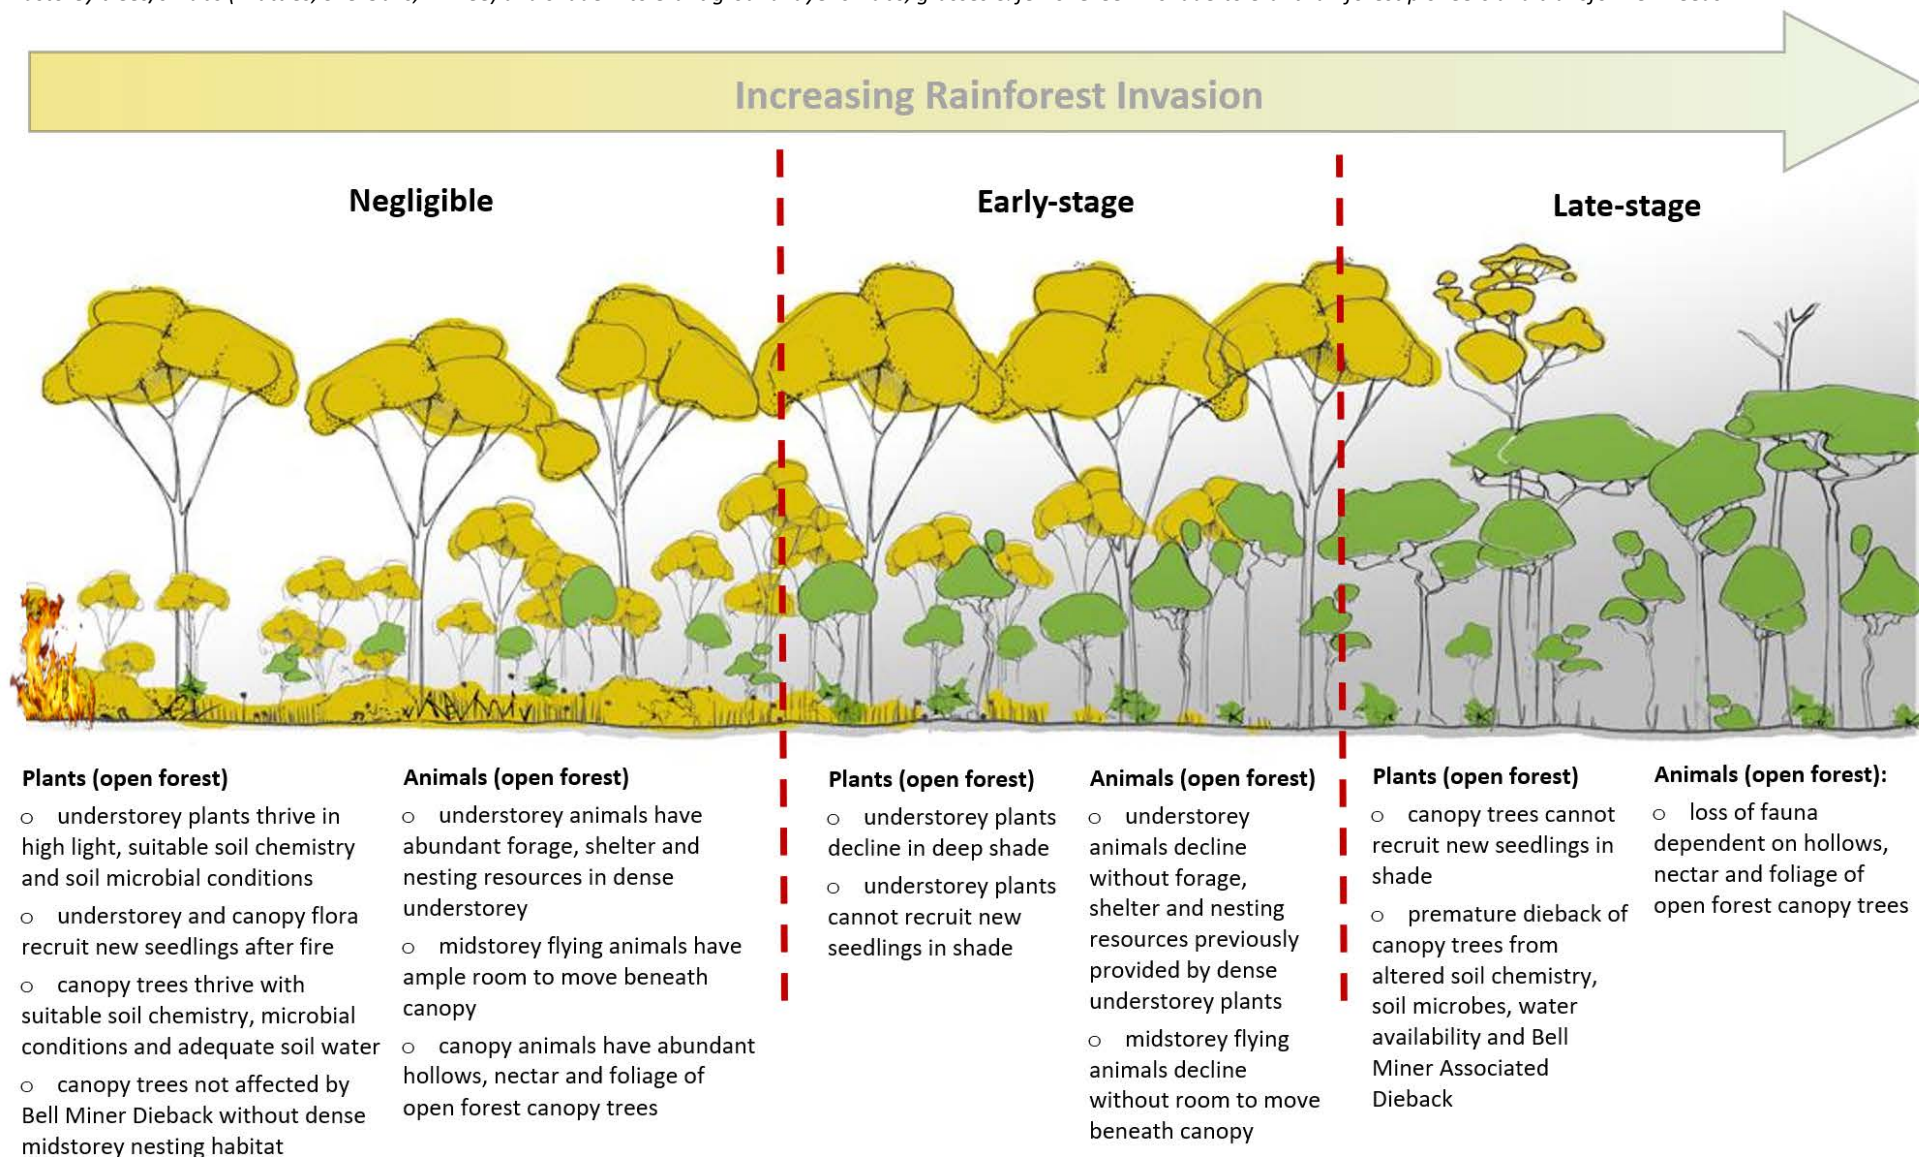 Increasing Rainforest Invasion
Negligible
Early-stage
Late-stage
Plants (open forest)
o understorey plants thrive in
high light, suitable soil chemistry
and soil microbial conditions
o understorey and canopy flora
recruit new seedlings after fire
o canopy trees thrive with
suitable soil chemistry, microbial
conditions and adequate soil water
o canopy trees not affected by
Bell Miner Dieback without dense
midstorey nesting habitat
Animals (open forest)
o understorey animals have
abundant forage, shelter and
nesting resources in dense
understorey
o midstorey flying animals have
ample room to move beneath
canopy
o canopy animals have abundant
hollows, nectar and foliage of
open forest canopy trees
Plants (open forest)
o understorey plants
decline in deep shade
o understorey plants
cannot recruit new
seedlings in shade
Animals (open forest)
o understorey
animals decline
without forage,
shelter and nesting
resources previously
provided by dense
understorey plants
o midstorey flying
animals decline
without room to move
beneath canopy
Plants (open forest)
o canopy trees cannot
recruit new seedlings in
shade
o premature dieback of
canopy trees from
altered soil chemistry,
soil microbes, water
availability and Bell
Miner Associated
Dieback
Animals (open forest):
o loss of fauna
dependent on hollows,
nectar and foliage of
open forest canopy trees